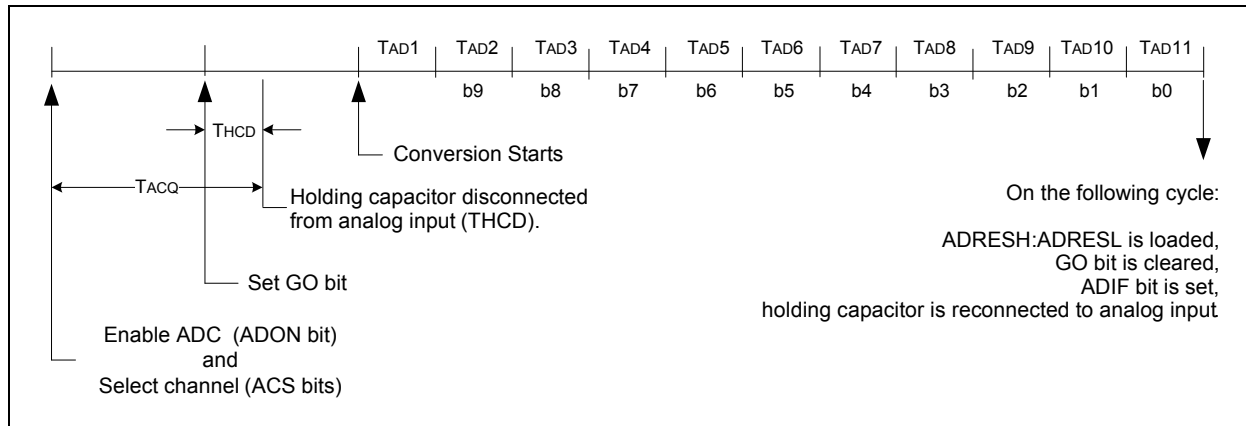 TAD1 TAD2 TAD3 TAD4 TAD5 TAD6 TAD7 TAD8 TAD9 TAD10 TAD11
b9 b8 b7 b6 b5 b4 b3 b2 b1 b0
THCD
Conversion Starts
TACQ
Holding capacitor disconnected
from analog input (THCD).
Set GO bit
Enable ADC (ADON bit)
and
Select channel (ACS bits)
On the following cycle:
ADRESH:ADRESL is loaded,
GO bit is cleared,
ADIF bit is set,
holding capacitor is reconnected to analog input.